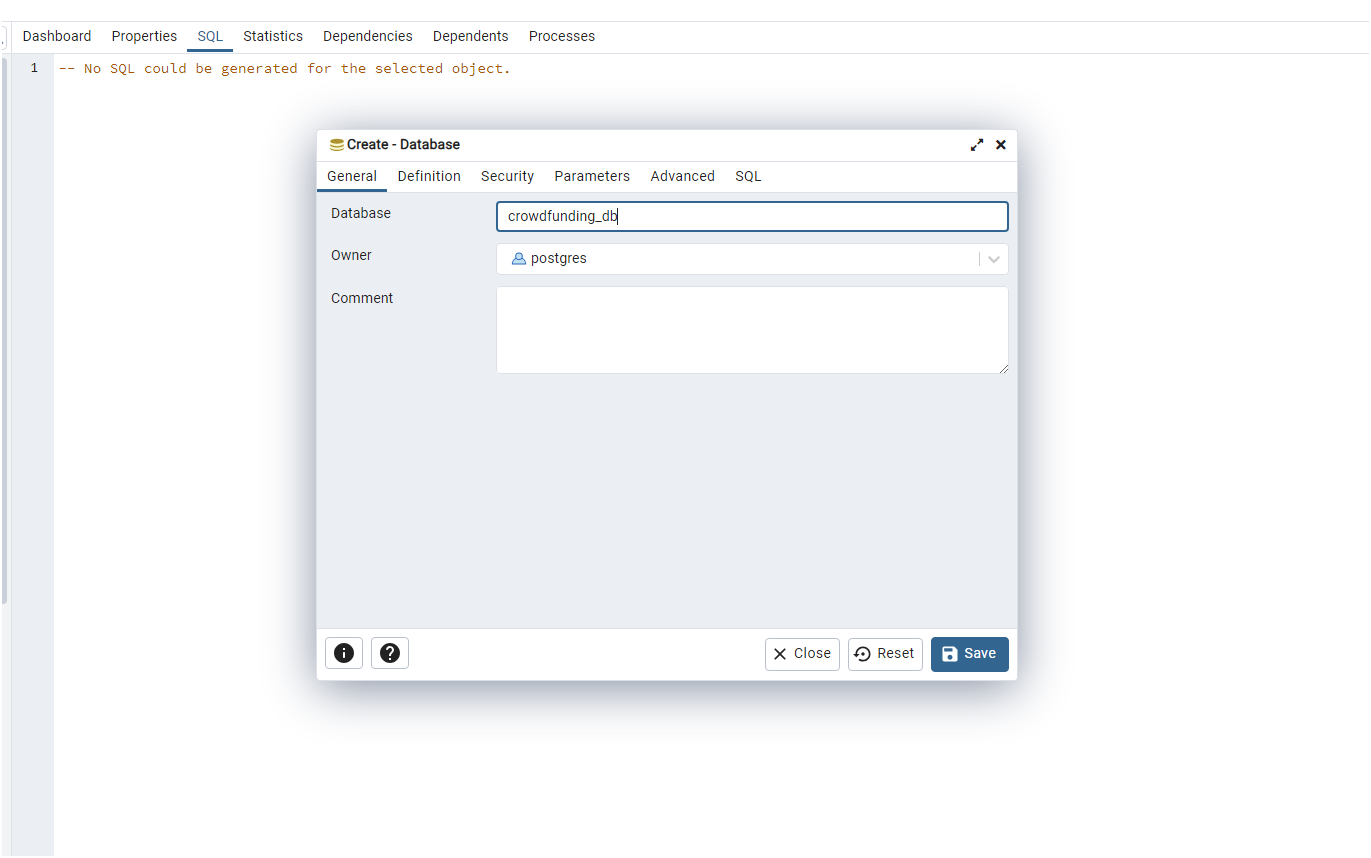 Dashboard Properties SQL Statistics Dependencies Dependents Processes
1 -- No SQL could be generated for the selected object.
Create - Database
General Definition Security Parameters Advanced SQL
Database crowdfunding_db
Owner postgres
Comment
Close Reset Save